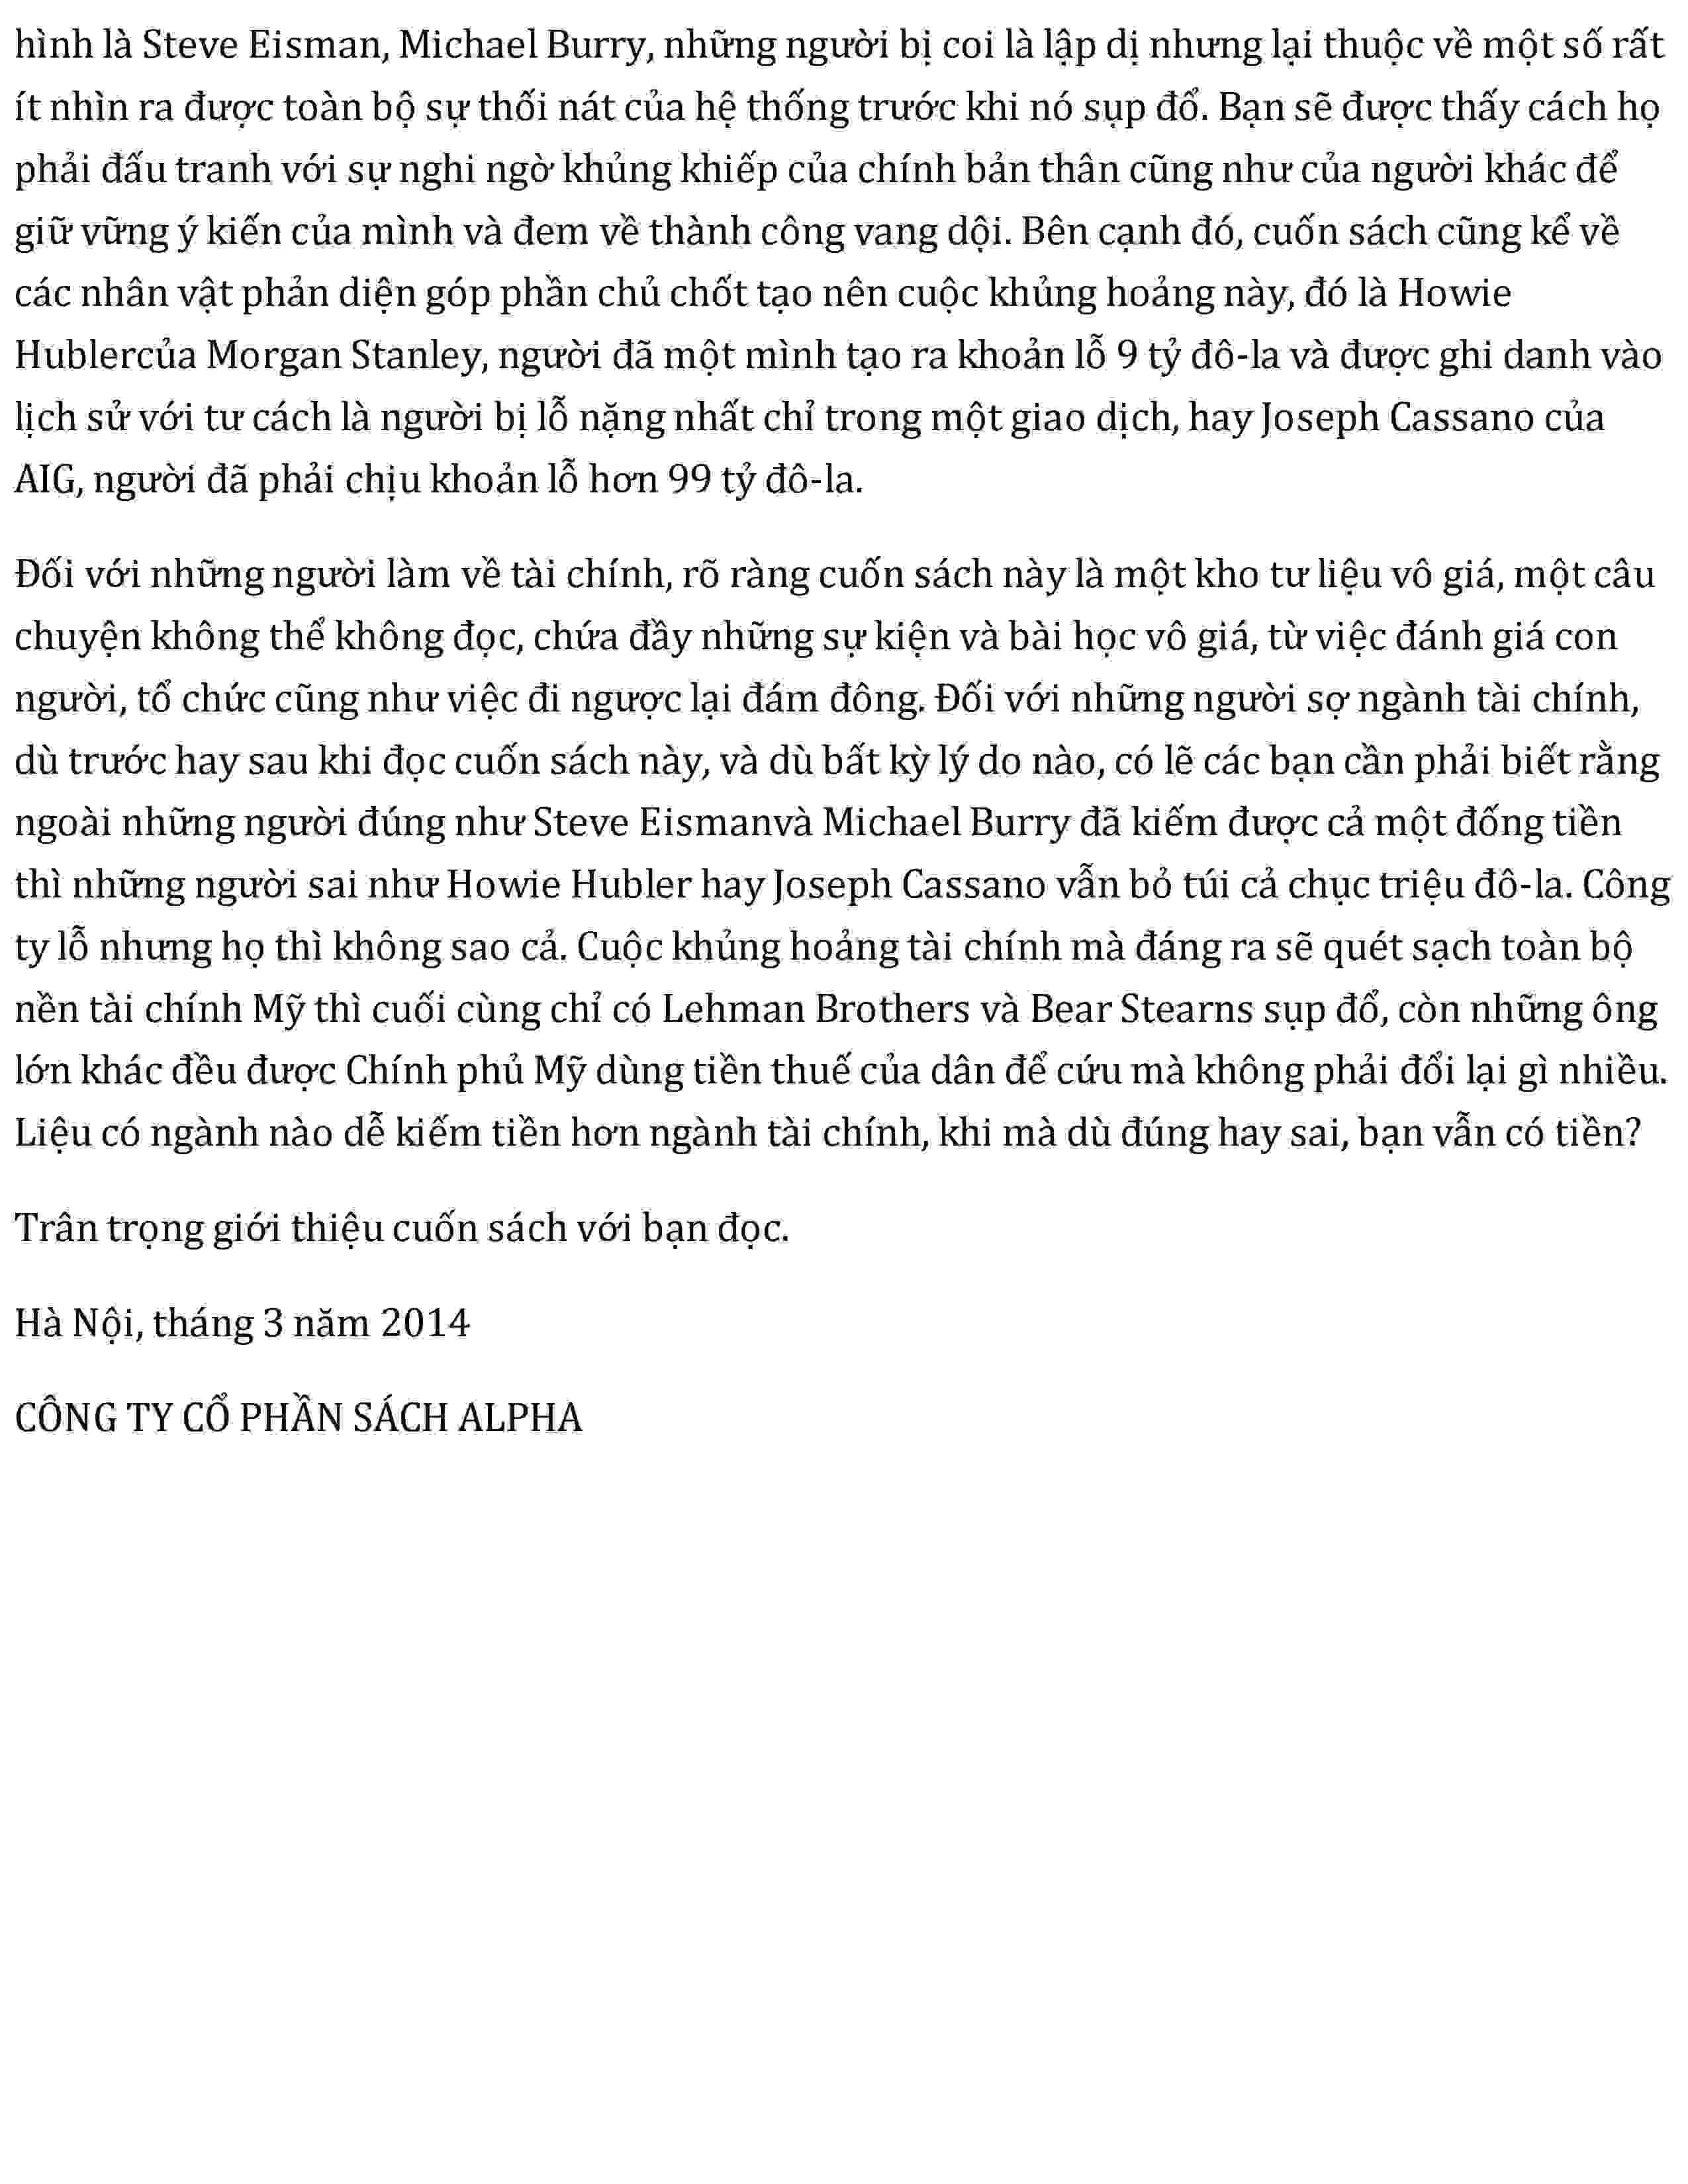 hình là Steve Eisman, Michael Burry, những người bị coi là lập dị nhưng lại thuộc về một số rất
ít nhìn ra được toàn bộ sự thối nát của hệ thống trước khi nó sụp đổ. Bạn sẽ được thấy cách họ
phải đấu tranh với sự nghi ngờ khủng khiếp của chính bản thân cũng như của người khác để
giữ vững ý kiến của mình và đem về thành công vang dội. Bên cạnh đó, cuốn sách cũng kể về
các nhân vật phản diện góp phần chủ chốt tạo nên cuộc khủng hoảng này, đó là Howie
Hublercủa Morgan Stanley, người đã một mình tạo ra khoản lỗ 9 tỷ đô-la và được ghi danh vào
lịch sử với tư cách là người bị lỗ nặng nhất chỉ trong một giao dịch, hay Joseph Cassano của
AIG, người đã phải chịu khoản lỗ hơn 99 tỷ đô-la.
Đối với những người làm về tài chính, rõ ràng cuốn sách này là một kho tư liệu vô giá, một câu
chuyện không thể không đọc, chứa đầy những sự kiện và bài học vô giá, từ việc đánh giá con
người, tổ chức cũng như việc đi ngược lại đám đông. Đối với những người sợ ngành tài chính,
dù trước hay sau khi đọc cuốn sách này, và dù bất kỳ lý do nào, có lẽ các bạn cần phải biết rằng
ngoài những người đúng như Steve Eismanvà Michael Burry đã kiếm được cả một đống tiền
thì những người sai như Howie Hubler hay Joseph Cassano vẫn bỏ túi cả chục triệu đô-la. Công
ty lỗ nhưng họ thì không sao cả. Cuộc khủng hoảng tài chính mà đáng ra sẽ quét sạch toàn bộ
nền tài chính Mỹ thì cuối cùng chỉ có Lehman Brothers và Bear Stearns sụp đổ, còn những ông
lớn khác đều được Chính phủ Mỹ dùng tiền thuế của dân để cứu mà không phải đổi lại gì nhiều.
Liệu có ngành nào dễ kiếm tiền hơn ngành tài chính, khi mà dù đúng hay sai, bạn vẫn có tiền?
Trân trọng giới thiệu cuốn sách với bạn đọc.
Hà Nội, tháng 3 năm 2014
CÔNG TY CỔ PHẦN SÁCH ALPHA